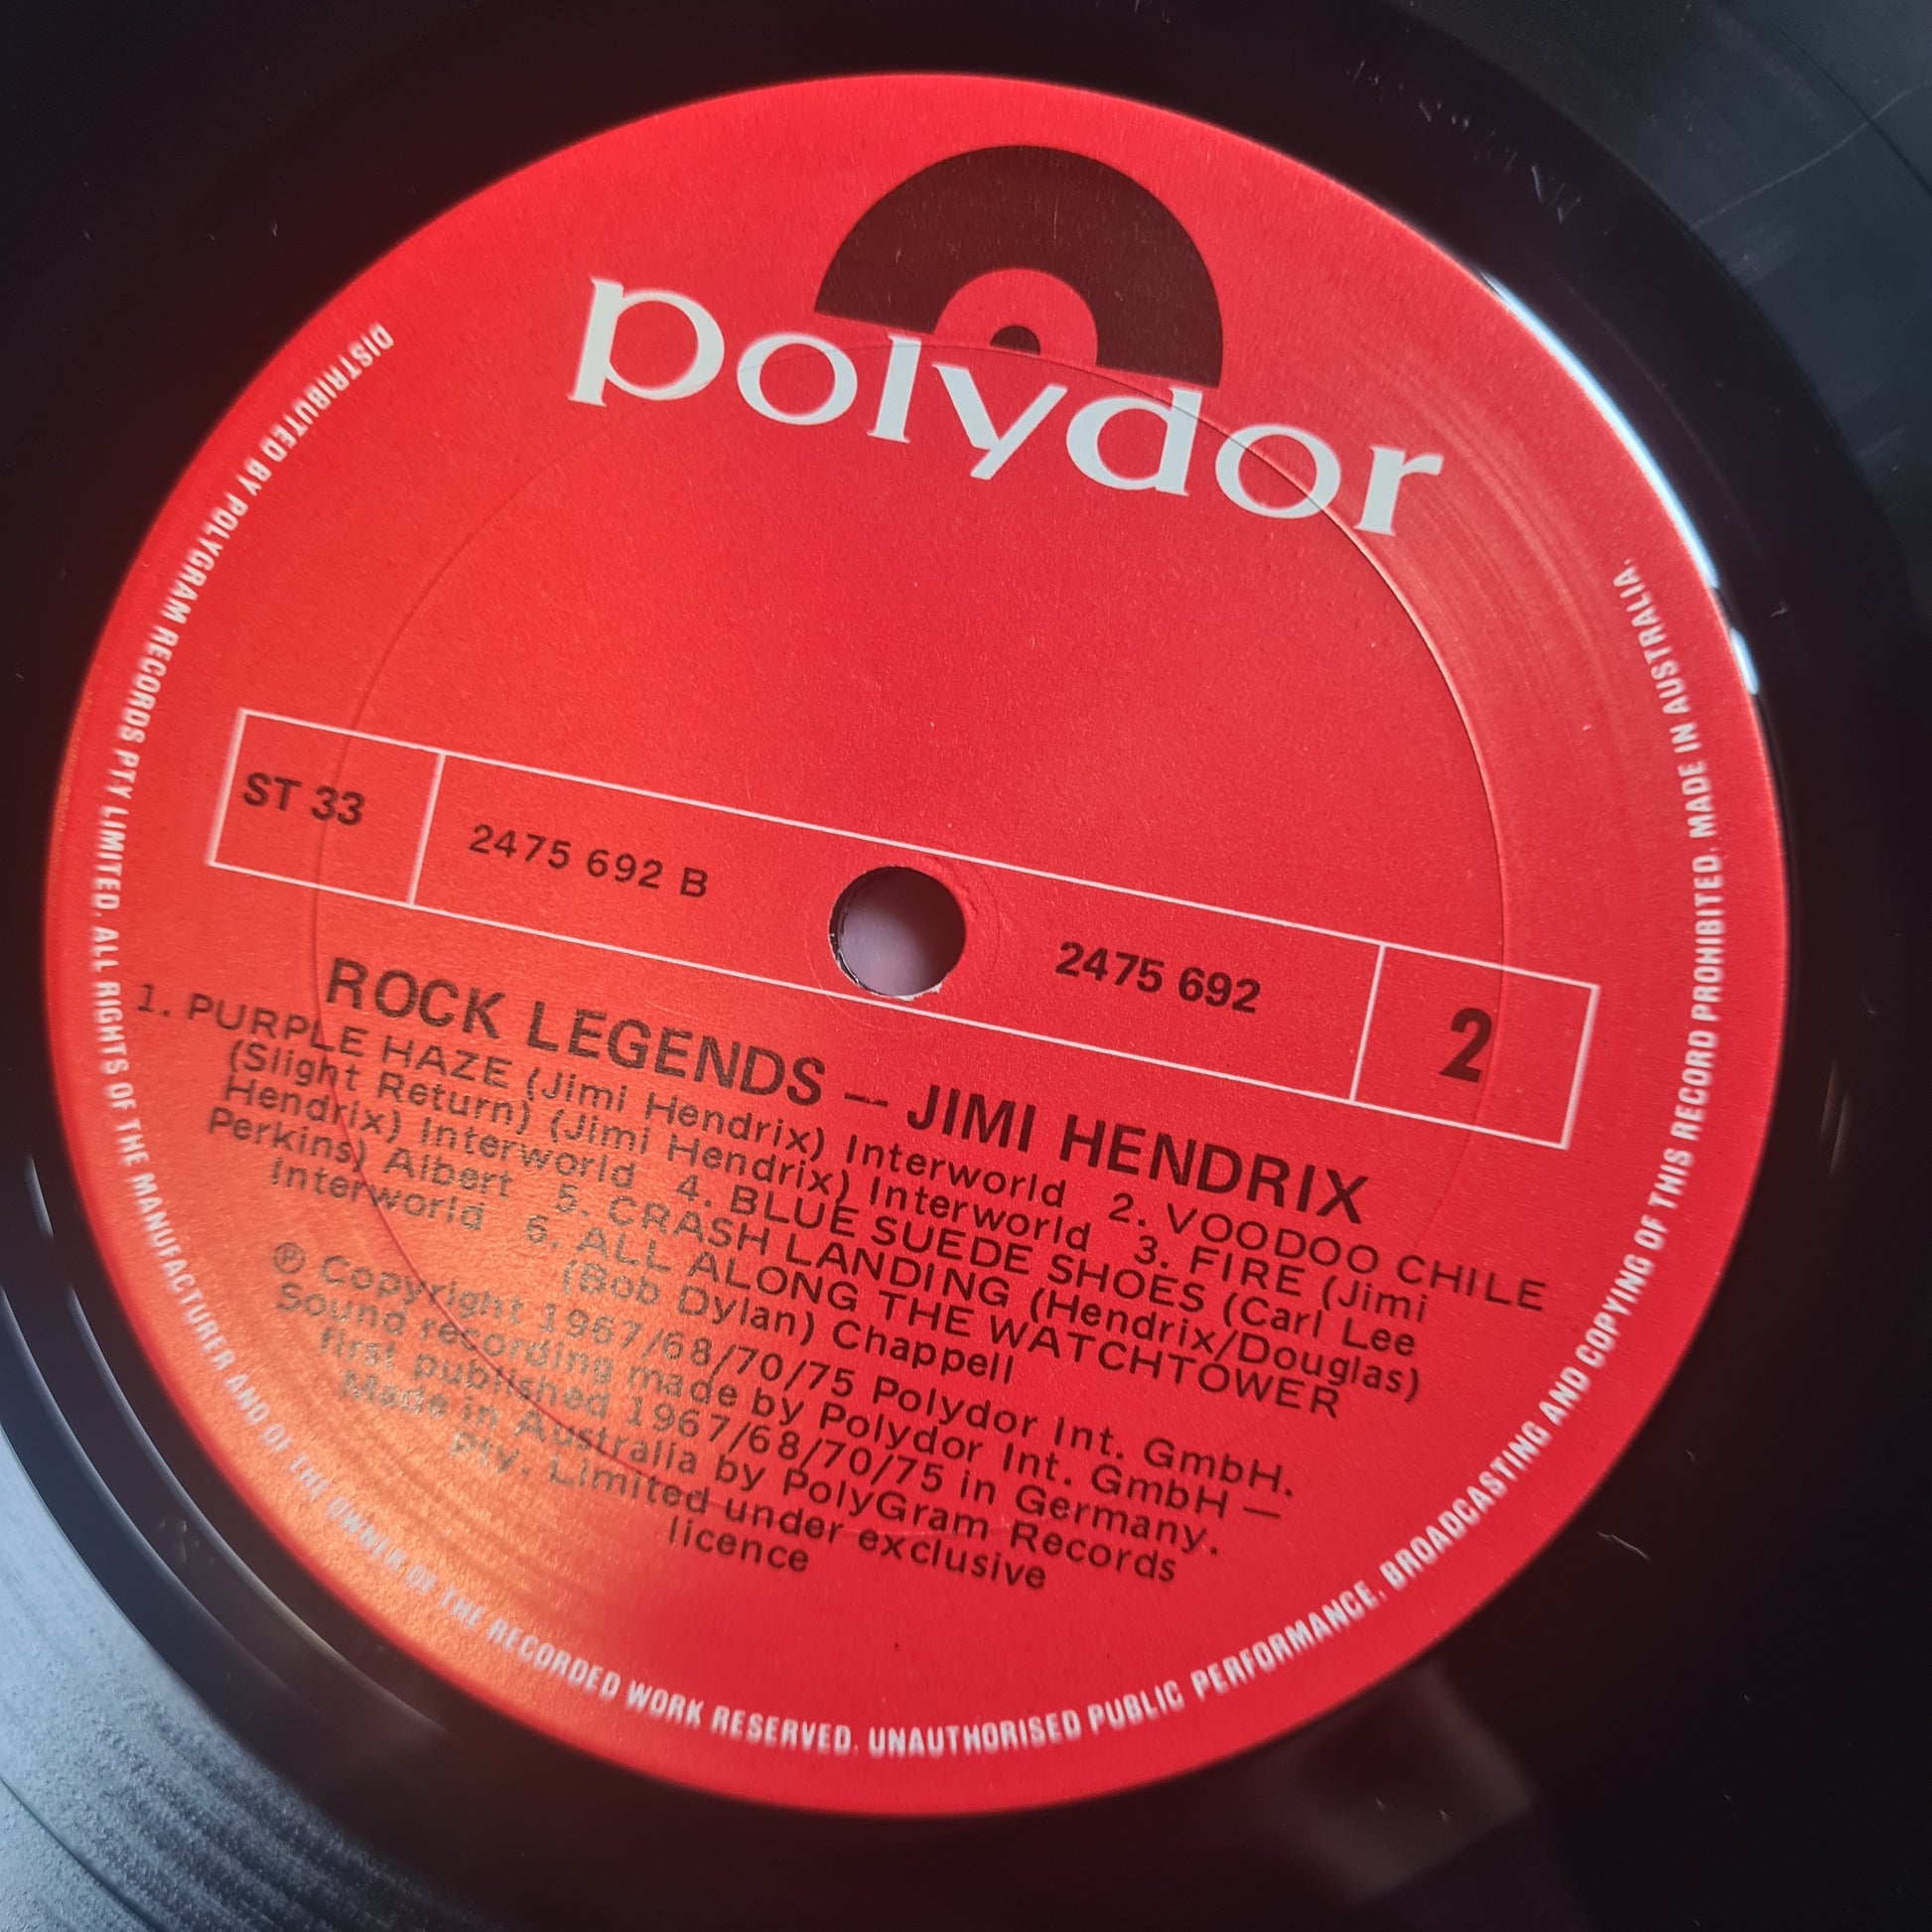 polydor
ST 33
2475 692 B
2475 692
2
ROCK LEGENDS – JIMI HENDRIX
1. PURPLE HAZE (Jimi Hendrix) Interworld 2. VOODOO CHILE
(Slight Return) (Jimi Hendrix) Interworld 3. FIRE (Jimi
Hendrix) Interworld 4. BLUE SUEDE SHOES (Carl Lee
Perkins) Albert 5. CRASH LANDING (Hendrix/Douglas)
Interworld 6. ALL ALONG THE WATCHTOWER
(Bob Dylan) Chappell
℗ Copyright 1967/68/70/75 Polydor Int. GmbH.
Sound recording made by Polydor Int. GmbH —
first published 1967/68/70/75 in Germany.
Made in Australia by PolyGram Records
Pty. Limited under exclusive
licence
DISTRIBUTED BY POLYGRAM RECORDS PTY LIMITED. ALL RIGHTS OF THE MANUFACTURER AND OF THE OWNER OF THE RECORDED WORK RESERVED. UNAUTHORISED PUBLIC PERFORMANCE, BROADCASTING AND COPYING OF THIS RECORD PROHIBITED. MADE IN AUSTRALIA.